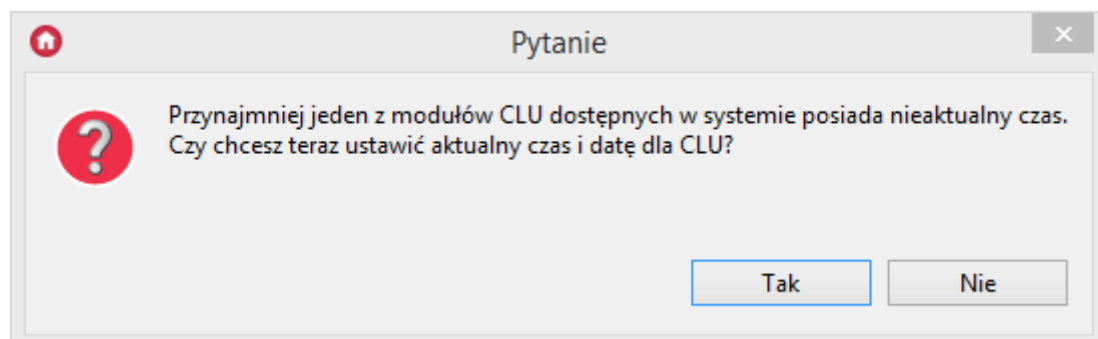 Pytanie
Przynajmniej jeden z modułów CLU dostępnych w systemie posiada nieaktualny czas.
Czy chcesz teraz ustawić aktualny czas i datę dla CLU?
Tak Nie